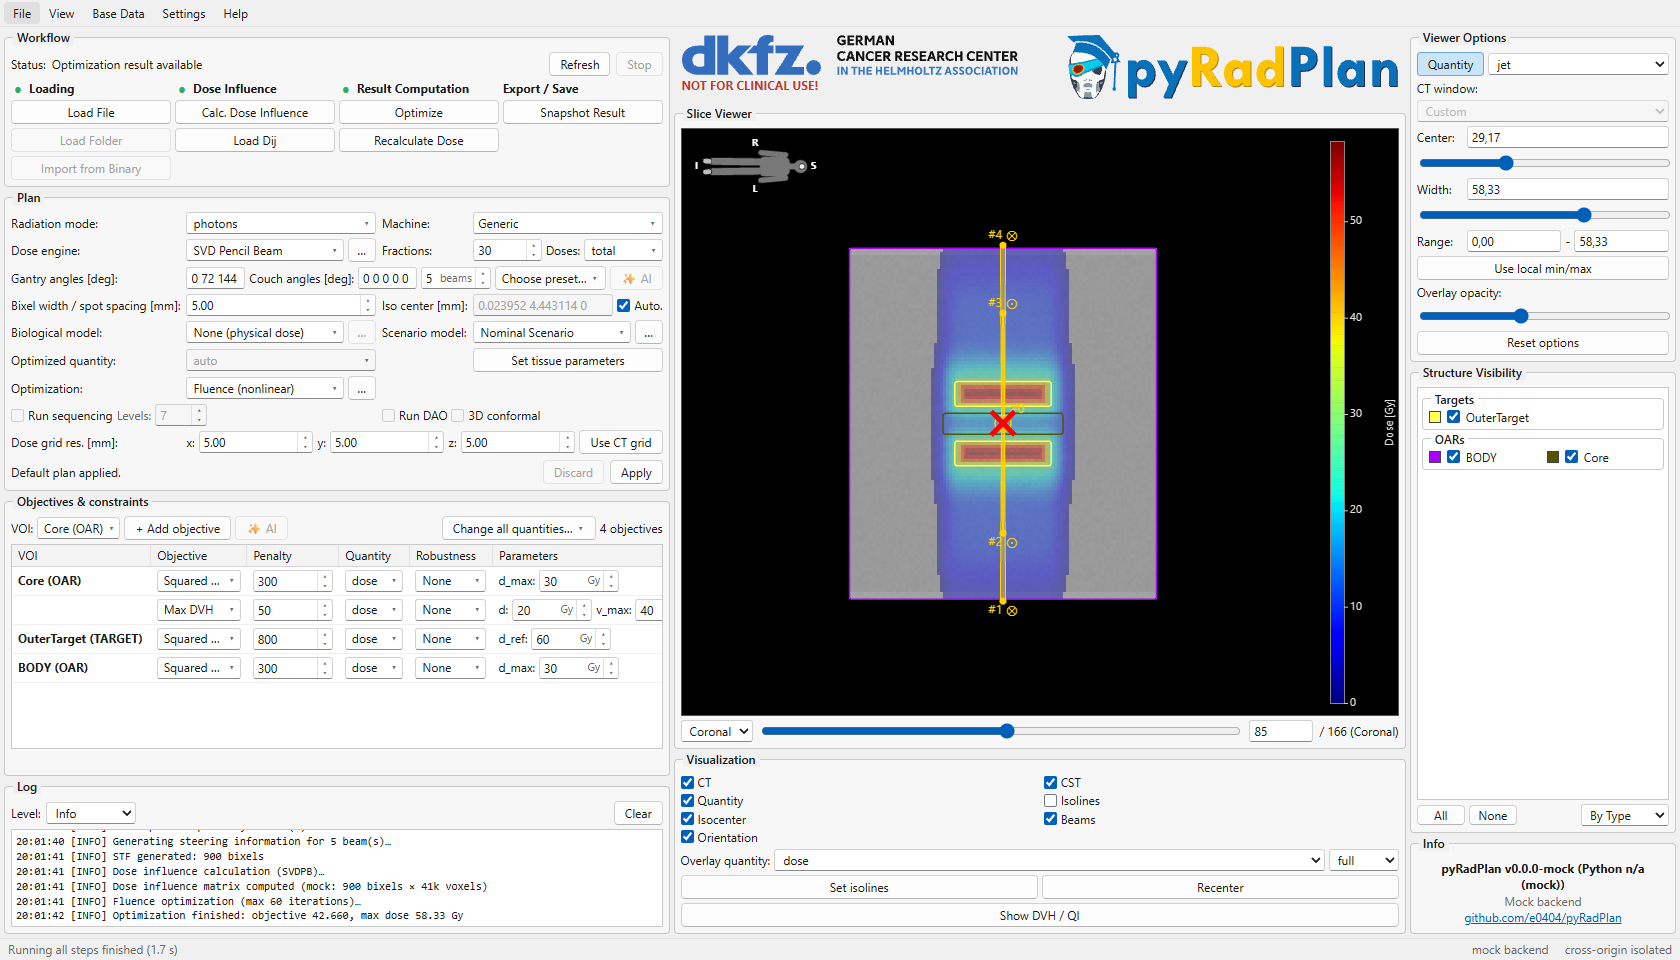 File View Base Data Settings Help
Workflow
Status: Optimization result available
Refresh Stop
Loading Dose Influence Result Computation Export / Save
Load File Calc. Dose Influence Optimize Snapshot Result
Load Folder Load Dij Recalculate Dose
Import from Binary
Plan
Radiation mode: photons Machine: Generic
Dose engine: SVD Pencil Beam ... Fractions: 30 Doses: total
Gantry angles [deg]: 0 72 144 Couch angles [deg]: 0 0 0 0 0 5 beams Choose preset... ✨ AI
Bixel width / spot spacing [mm]: 5.00 Iso center [mm]: 0.023952 4.443114 0 Auto.
Biological model: None (physical dose) ... Scenario model: Nominal Scenario ...
Optimized quantity: auto Set tissue parameters
Optimization: Fluence (nonlinear) ...
Run sequencing Levels: 7 Run DAO 3D conformal
Dose grid res. [mm]: x: 5.00 y: 5.00 z: 5.00 Use CT grid
Default plan applied. Discard Apply
Objectives & constraints
VOI: Core (OAR) + Add objective ✨ AI Change all quantities... 4 objectives
VOI Objective Penalty Quantity Robustness Parameters
Core (OAR) Squared ... 300 dose None d_max: 30 Gy
Max DVH 50 dose None d: 20 Gy v_max: 40
OuterTarget (TARGET) Squared ... 800 dose None d_ref: 60 Gy
BODY (OAR) Squared ... 300 dose None d_max: 30 Gy
Log
Level: Info Clear
20:01:40 [INFO] Generating steering information for 5 beam(s)…
20:01:41 [INFO] STF generated: 900 bixels
20:01:41 [INFO] Dose influence calculation (SVDPB)…
20:01:41 [INFO] Dose influence matrix computed (mock: 900 bixels × 41k voxels)
20:01:41 [INFO] Fluence optimization (max 60 iterations)…
20:01:42 [INFO] Optimization finished: objective 42.660, max dose 58.33 Gy
Running all steps finished (1.7 s)
dkfz.
NOT FOR CLINICAL USE!
GERMAN
CANCER RESEARCH CENTER
IN THE HELMHOLTZ ASSOCIATION
pyRadPlan
Slice Viewer
R
I S
L
#4
#3
#2
#1
50
40
30
20
10
0
Dose [Gy]
Coronal 85 / 166 (Coronal)
Visualization
CT CST
Quantity Isolines
Isocenter Beams
Orientation
Overlay quantity: dose full
Set isolines Recenter
Show DVH / QI
Viewer Options
Quantity jet
CT window:
Custom
Center: 29,17
Width: 58,33
Range: 0,00 - 58,33
Use local min/max
Overlay opacity:
Reset options
Structure Visibility
Targets
OuterTarget
OARs
BODY Core
All None By Type
Info
pyRadPlan v0.0.0-mock (Python n/a
(mock))
Mock backend
github.com/e0404/pyRadPlan
mock backend cross-origin isolated